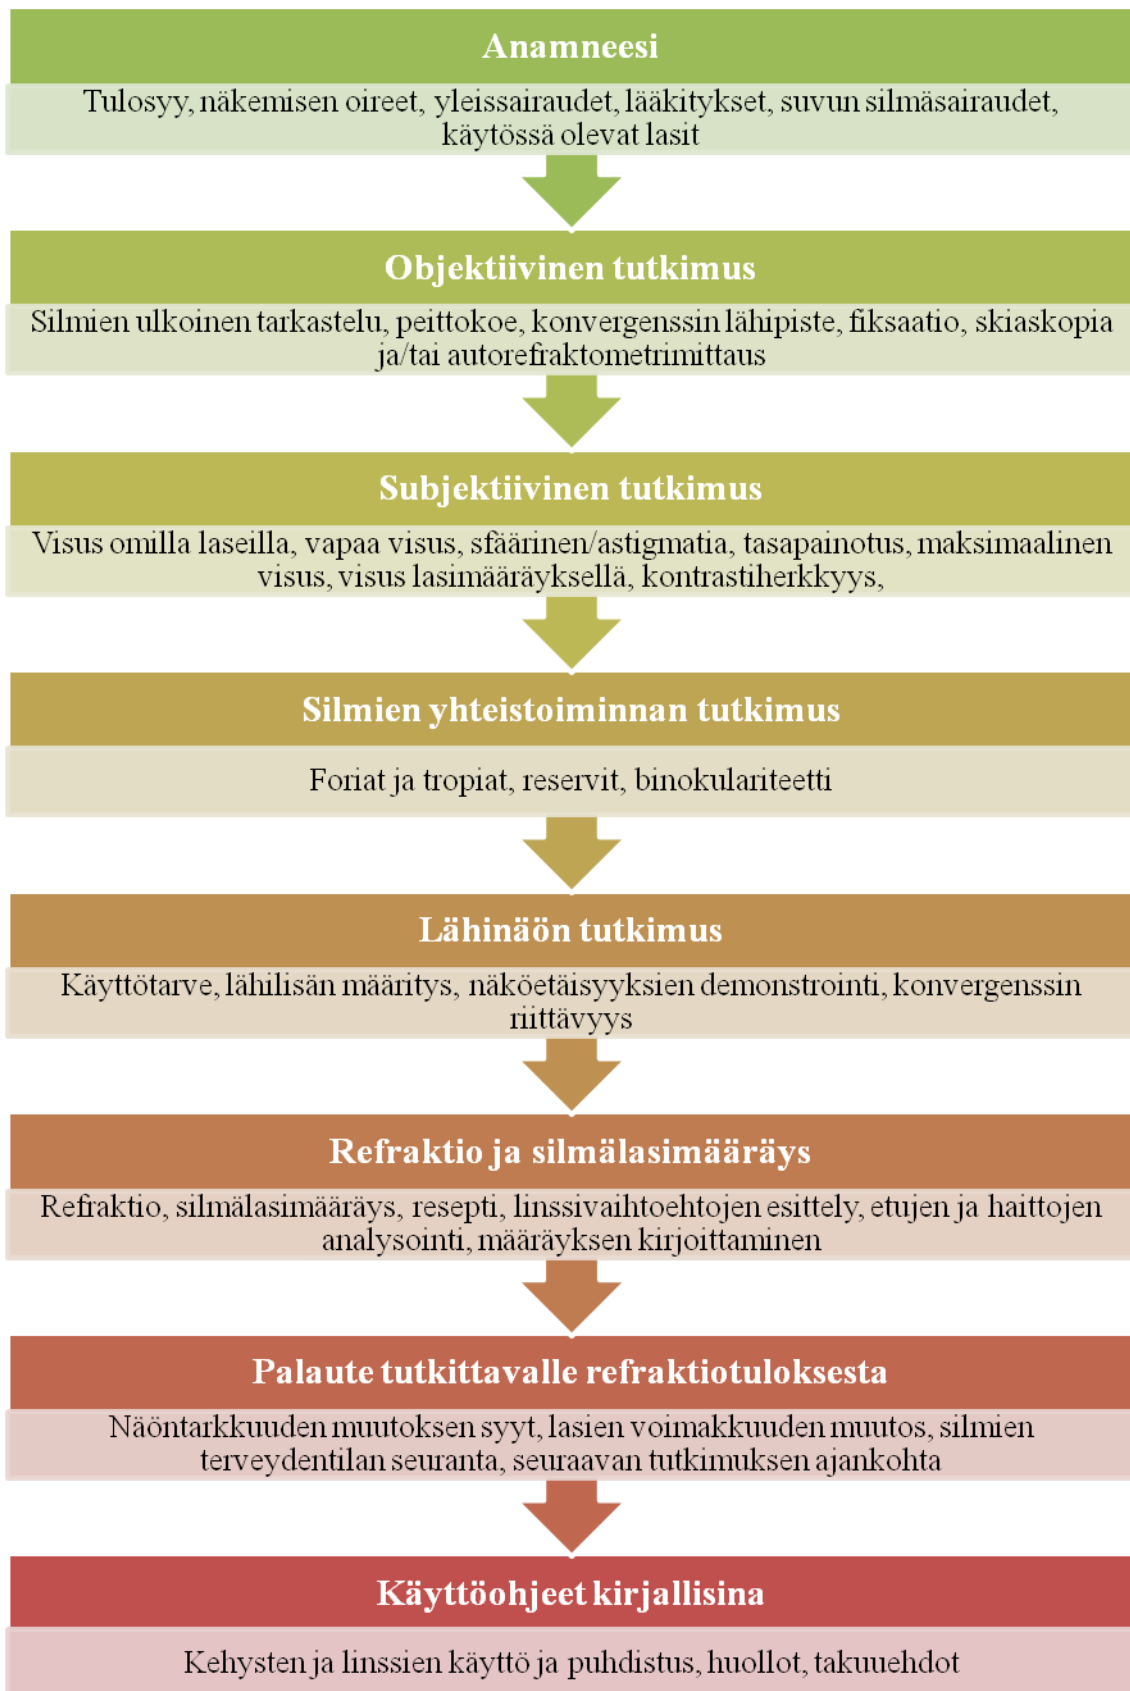 Anamneesi
Tulosyy, näkemisen oireet, yleissairaudet, lääkitykset, suvun silmäsairaudet,
käytössä olevat lasit
Objektiivinen tutkimus
Silmien ulkoinen tarkastelu, peittokoe, konvergenssin lähipiste, fiksaatio, skiaskopia
ja/tai autorefraktometrimittaus
Subjektiivinen tutkimus
Visus omilla laseilla, vapaa visus, sfäärinen/astigmatia, tasapainotus, maksimaalinen
visus, visus lasimääräyksellä, kontrastiherkkyys,
Silmien yhteistoiminnan tutkimus
Foriat ja tropiat, reservit, binokulariteetti
Lähinäön tutkimus
Käyttötarve, lähilisän määritys, näköetäisyyksien demonstrointi, konvergenssin
riittävyys
Refraktio ja silmälasimääräys
Refraktio, silmälasimääräys, resepti, linssivaihtoehtojen esittely, etujen ja haittojen
analysointi, määräyksen kirjoittaminen
Palaute tutkittavalle refraktiotuloksesta
Näöntarkkuuden muutoksen syyt, lasien voimakkuuden muutos, silmien
terveydentilan seuranta, seuraavan tutkimuksen ajankohta
Käyttöohjeet kirjallisina
Kehysten ja linssien käyttö ja puhdistus, huollot, takuuehdot